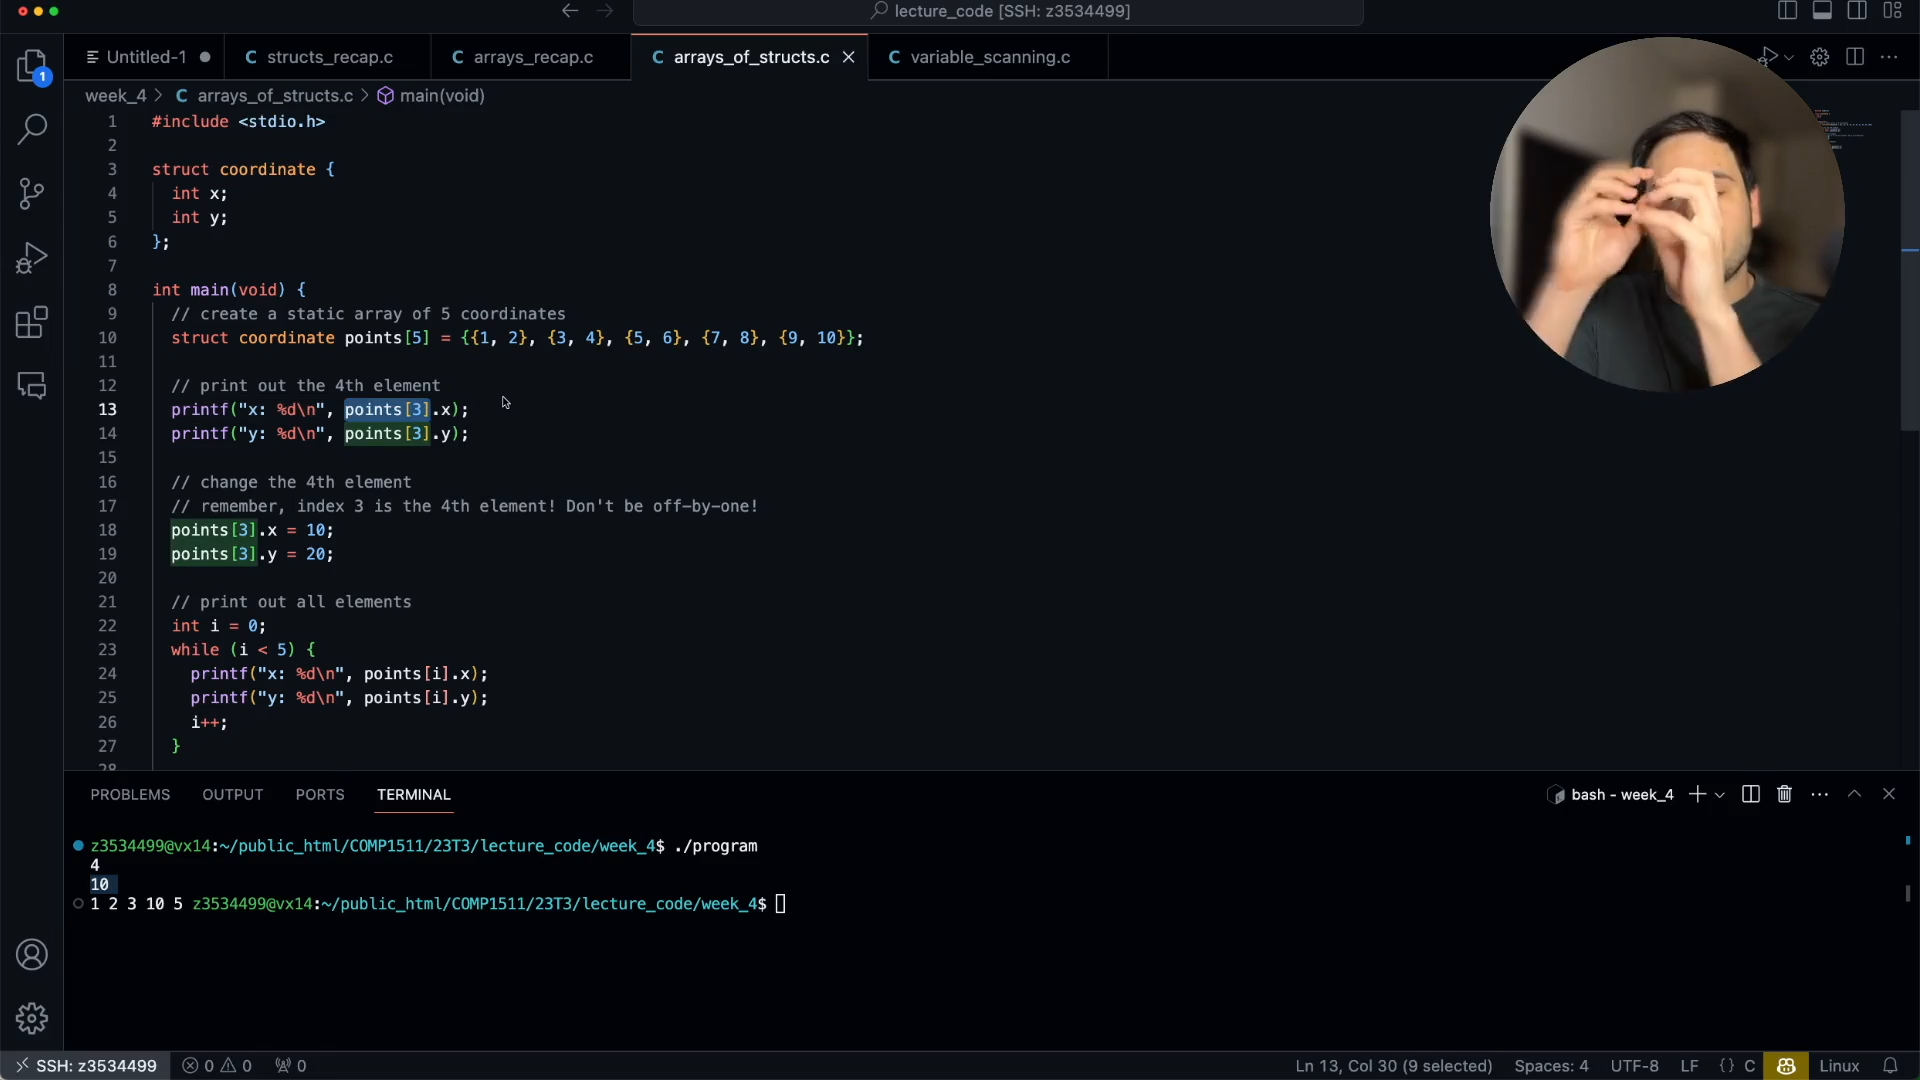 lecture_code [SSH: z3534499]
Untitled-1
C structs_recap.c
C arrays_recap.c
C arrays_of_structs.c
C variable_scanning.c
1
week_4 > C arrays_of_structs.c > main(void)
1 #include <stdio.h>
2
3 struct coordinate {
4 int x;
5 int y;
6 };
7
8 int main(void) {
9 // create a static array of 5 coordinates
10 struct coordinate points[5] = {{1, 2}, {3, 4}, {5, 6}, {7, 8}, {9, 10}};
11
12 // print out the 4th element
13 printf("x: %d\n", points[3].x);
14 printf("y: %d\n", points[3].y);
15
16 // change the 4th element
17 // remember, index 3 is the 4th element! Don't be off-by-one!
18 points[3].x = 10;
19 points[3].y = 20;
20
21 // print out all elements
22 int i = 0;
23 while (i < 5) {
24 printf("x: %d\n", points[i].x);
25 printf("y: %d\n", points[i].y);
26 i++;
27 }
28
PROBLEMS OUTPUT PORTS TERMINAL
bash - week_4
z3534499@vx14:~/public_html/COMP1511/23T3/lecture_code/week_4$ ./program
4
10
1 2 3 10 5 z3534499@vx14:~/public_html/COMP1511/23T3/lecture_code/week_4$
SSH: z3534499 0 0 0
Ln 13, Col 30 (9 selected) Spaces: 4 UTF-8 LF {} C Linux